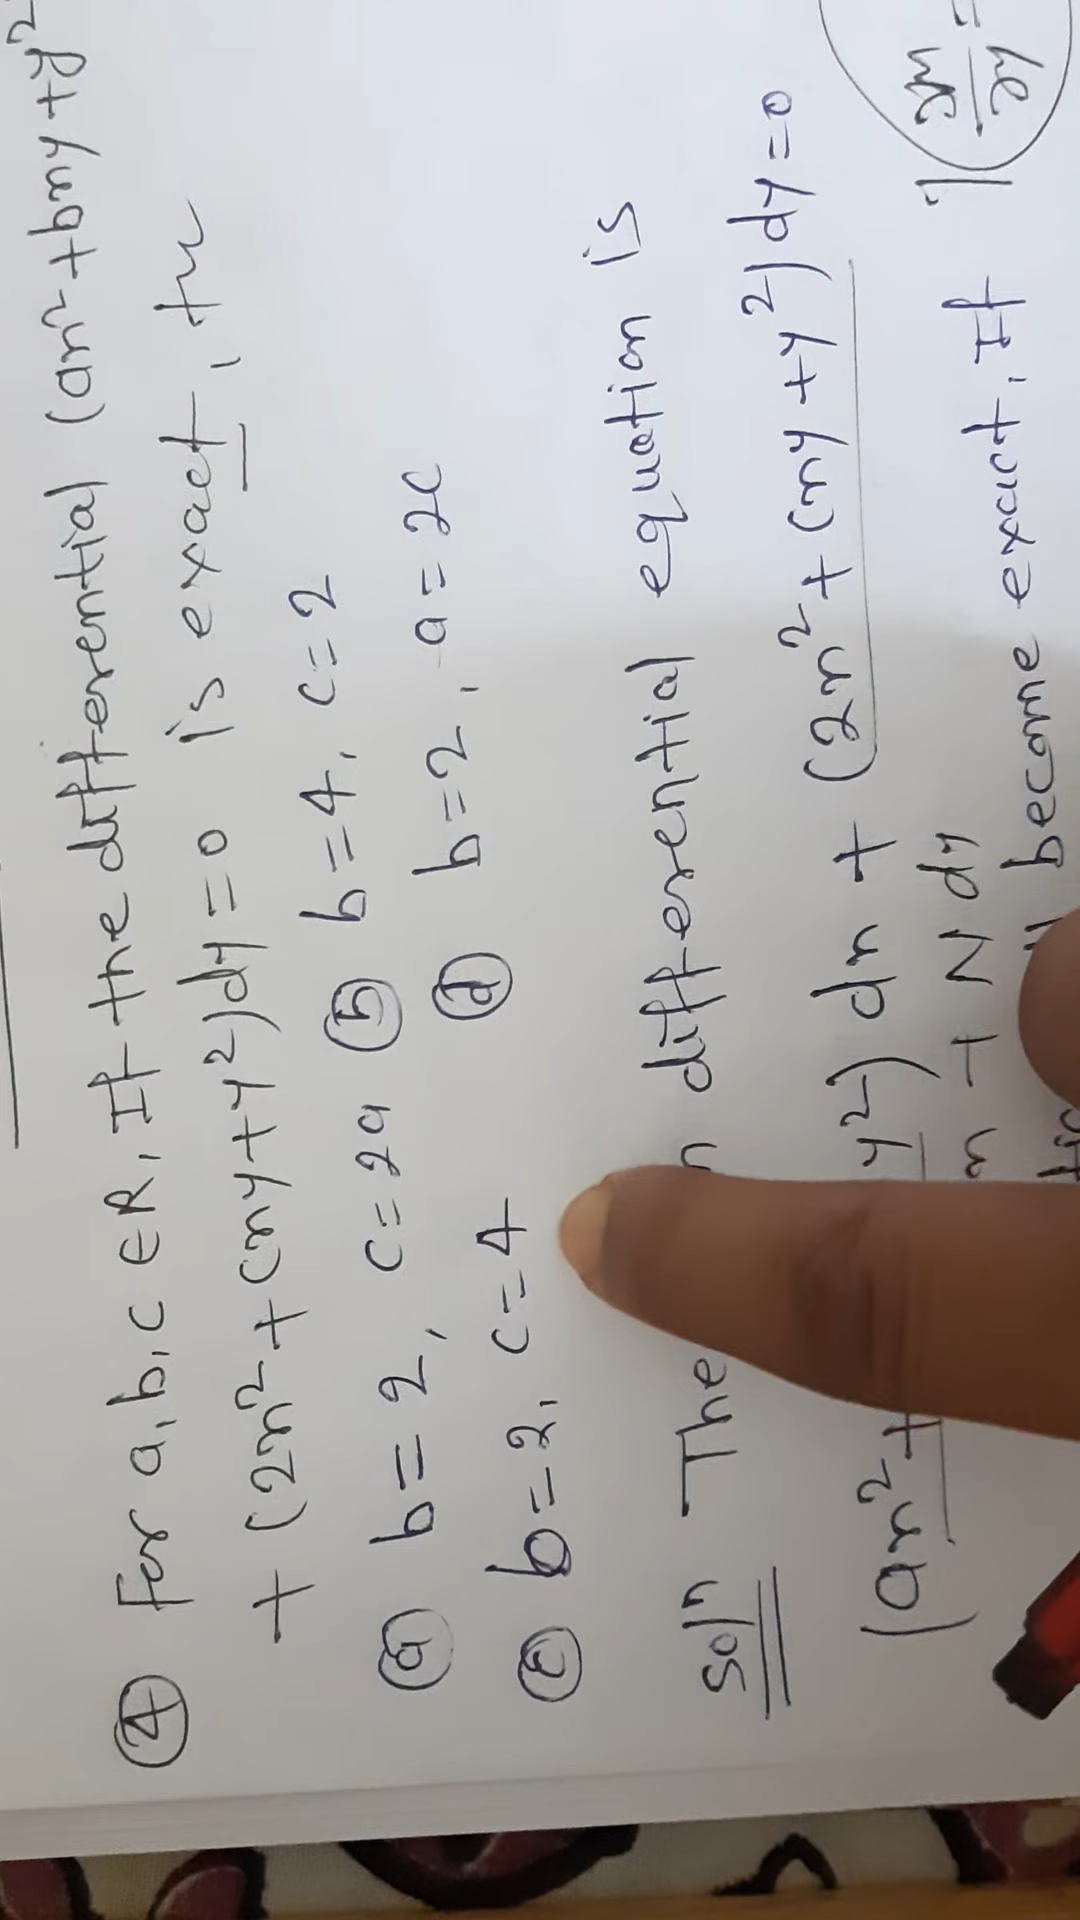 ④ For a, b, c ∈ R, If the differential (ax² + bxy + y²
+ (2x² + cxy + y²) dy = 0 is exact, the
ⓐ b = 2, c = 2a ⓑ b = 4, c = 2
ⓒ b = 2, c = 4 ⓓ b = 2, a = 2c
Solⁿ The differential equation is
(ax² + y²) dx + (2x² + cxy + y²) dy = 0
+ N dy
become exact, If